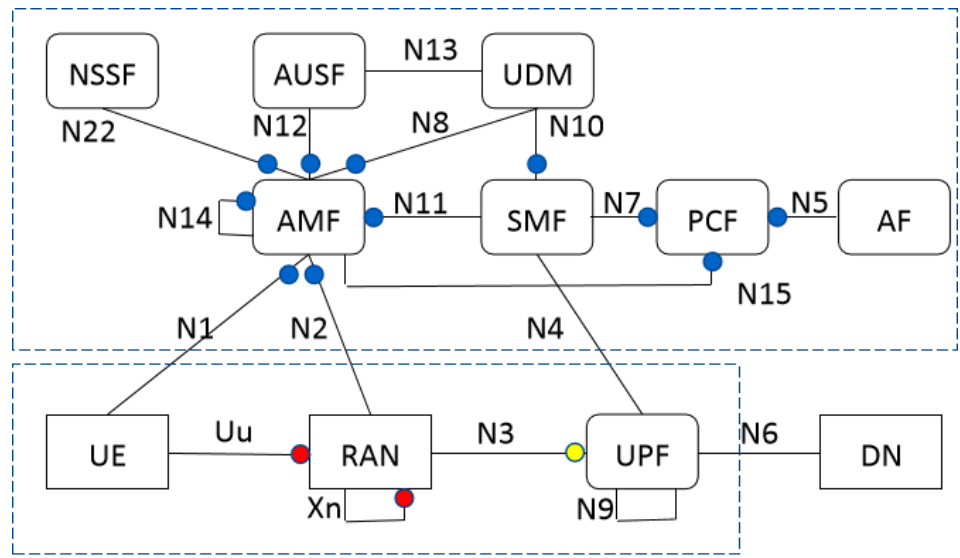 N13
NSSF
AUSF
UDM
N22
N12
N8
N10
N14
AMF
N11
SMF
N7
PCF
N5
AF
N15
N1
N2
N4
Uu
N3
N6
UE
RAN
UPF
DN
Xn
N9